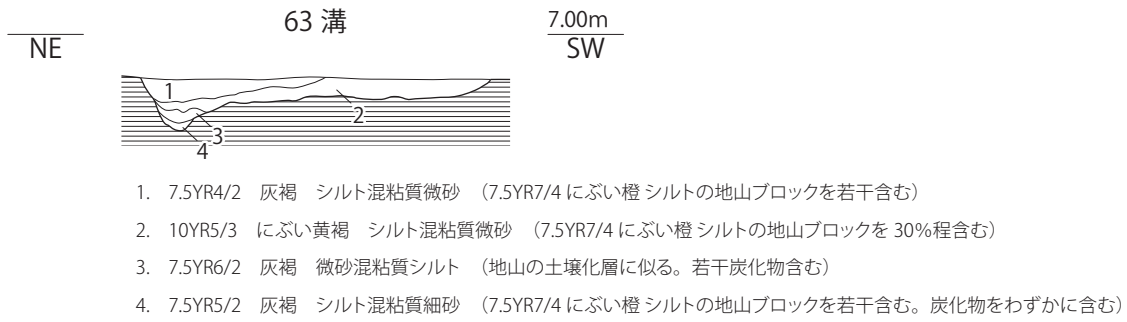 63 溝
7.00m
NE
SW
1
2
3
4
1. 7.5YR4/2 灰褐 シルト混粘質微砂 （7.5YR7/4 にぶい橙 シルトの地山ブロックを若干含む）
2. 10YR5/3 にぶい黄褐 シルト混粘質微砂 （7.5YR7/4 にぶい橙 シルトの地山ブロックを 30%程含む）
3. 7.5YR6/2 灰褐 微砂混粘質シルト （地山の土壌化層に似る。若干炭化物含む）
4. 7.5YR5/2 灰褐 シルト混粘質細砂 （7.5YR7/4 にぶい橙 シルトの地山ブロックを若干含む。炭化物をわずかに含む）